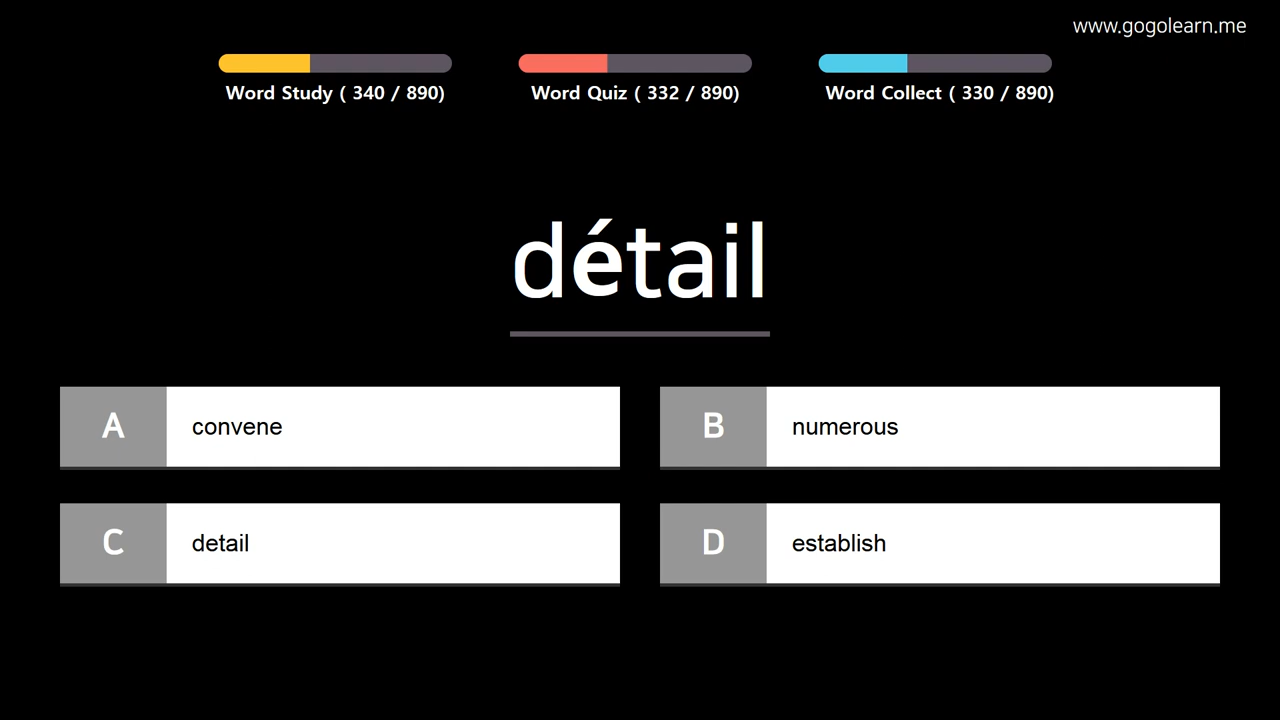 www.gogolearn.me
Word Study ( 340 / 890)
Word Quiz ( 332 / 890)
Word Collect ( 330 / 890)
détail
A convene
B numerous
C detail
D establish